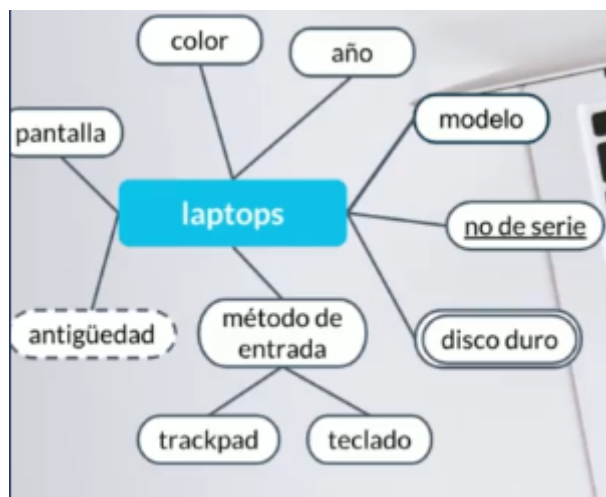 color
año
pantalla
modelo
laptops
no de serie
antigüedad
método de
entrada
disco duro
trackpad
teclado